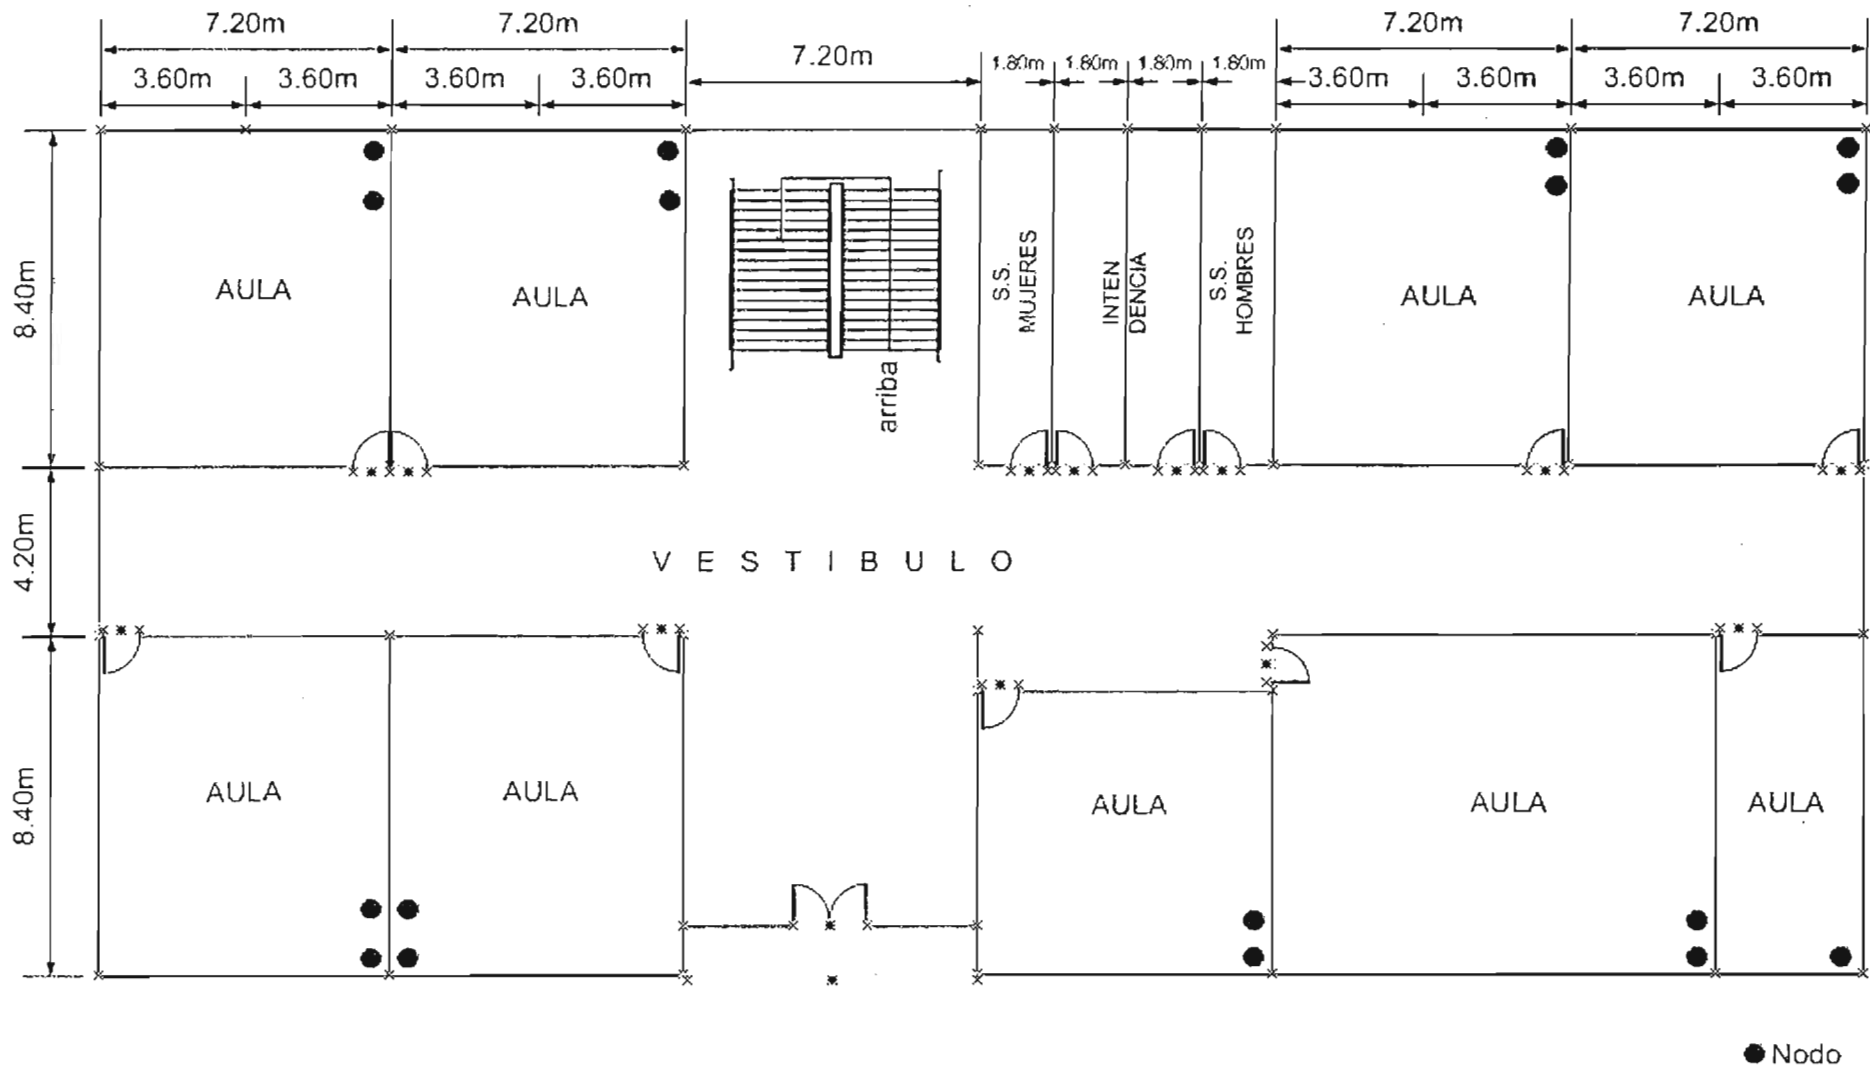 7.20m 7.20m 7.20m 7.20m
7.20m 1.80m 1.80m 1.80m 1.80m
3.60m 3.60m 3.60m 3.60m 3.60m 3.60m 3.60m 3.60m
8.40m
AULA
AULA
arriba
S.S.
MUJERES
INTEN
DENCIA
S.S.
HOMBRES
AULA
AULA
4.20m
VESTIBULO
8.40m
AULA
AULA
AULA
AULA
AULA
Nodo